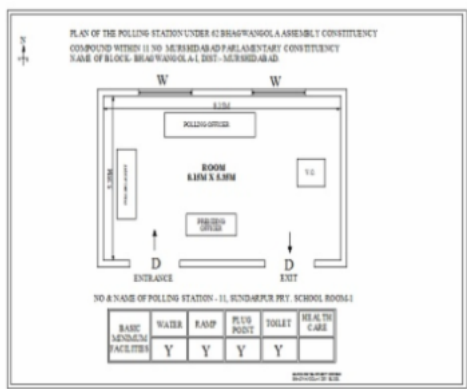 PLAN OF THE POLLING STATION UNDER 62 BHAGWANGOLA ASSEMBLY CONSTITUENCY
COMPOUND WITHIN 11 NO MURSHIDABAD PARLIAMENTARY CONSTITUENCY
NAME OF BLOCK- BHAGWANGOLA-I, DIST- MURSHIDABAD
N
W W
POLLING OFFICER
ROOM
V.C.
PRESIDING
OFFICER
D D
ENTRANCE EXIT
NO & NAME OF POLLING STATION - 11, SUNDARPUR PRY. SCHOOL ROOM-1
BASIC MINIMUM FACILITIES WATER RAMP PLUG POINT TOILET HEALTH CARE
Y Y Y Y